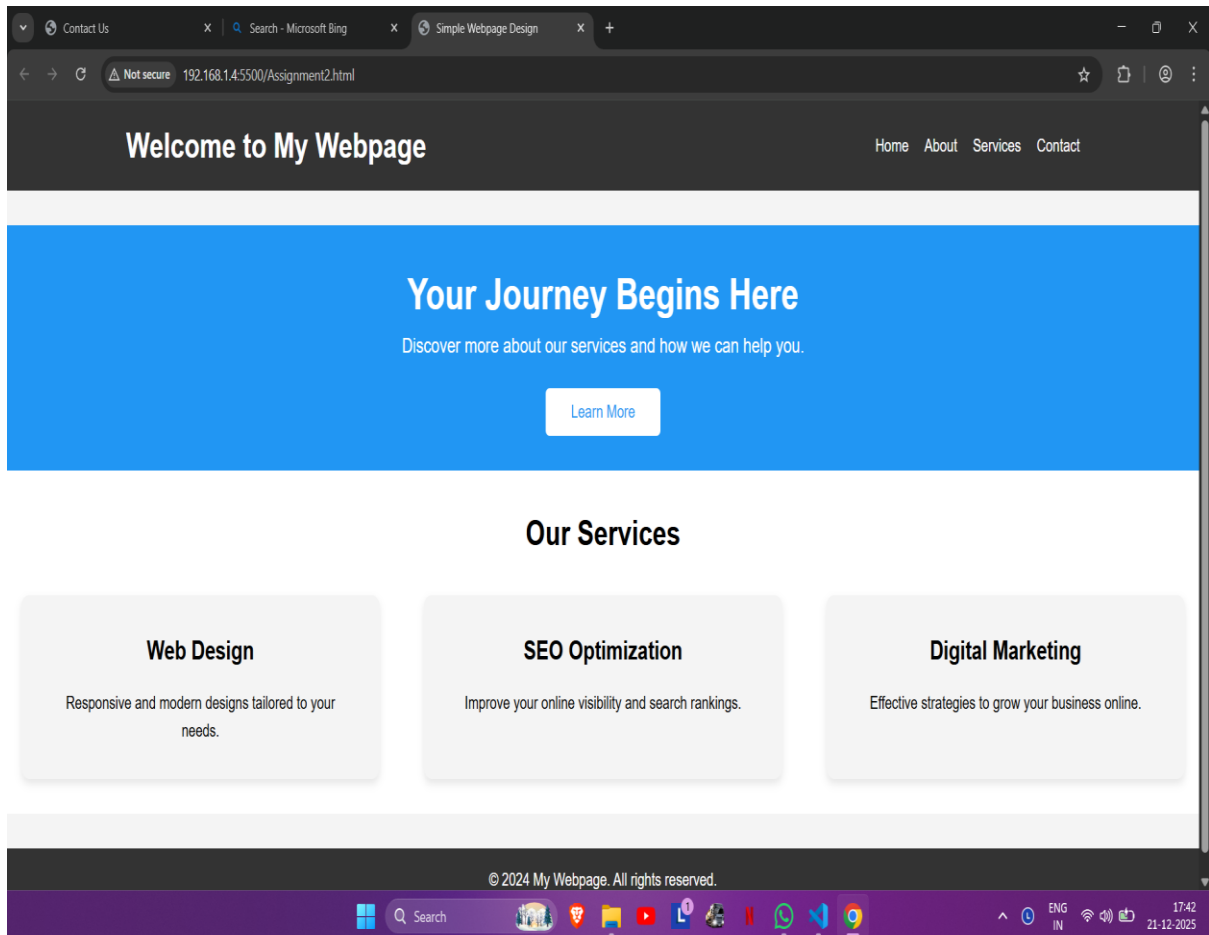 Contact Us
Search - Microsoft Bing
Simple Webpage Design
Not secure 192.168.1.4:5500/Assignment2.html
Welcome to My Webpage
Home About Services Contact
Your Journey Begins Here
Discover more about our services and how we can help you.
Learn More
Our Services
Web Design
Responsive and modern designs tailored to your
needs.
SEO Optimization
Improve your online visibility and search rankings.
Digital Marketing
Effective strategies to grow your business online.
© 2024 My Webpage. All rights reserved.
Search
L 1
ENG
IN
17:42
21-12-2025